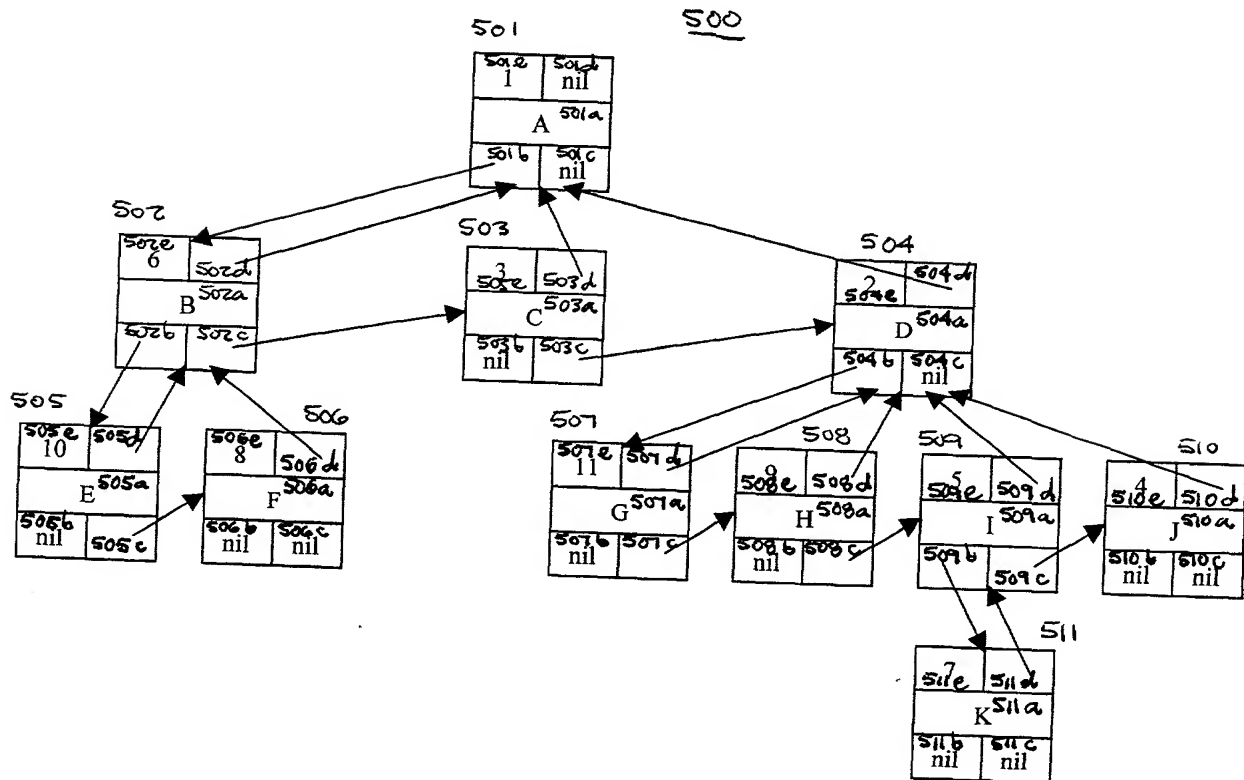 500
501
501e 501d
1 nil
A 501a
501b 501c
nil
502
502e
6 502d
B 502a
502b 502c
503
3 503d
503e
C 503a
503b 503c
nil
504
2 504d
504e
D 504a
504b 504c
nil
505
505e 505d
10
E 505a
505b 505c
nil
506
506e
8 506d
F 506a
506b 506c
nil nil
507
507e 507d
11
G 507a
507b 507c
nil
508
9
508e 508d
H 508a
508b 508c
nil
509
5
509e 509d
I 509a
509b
509c
510
4
510e 510d
J 510a
510b 510c
nil nil
511
7
511e 511d
K 511a
511b 511c
nil nil